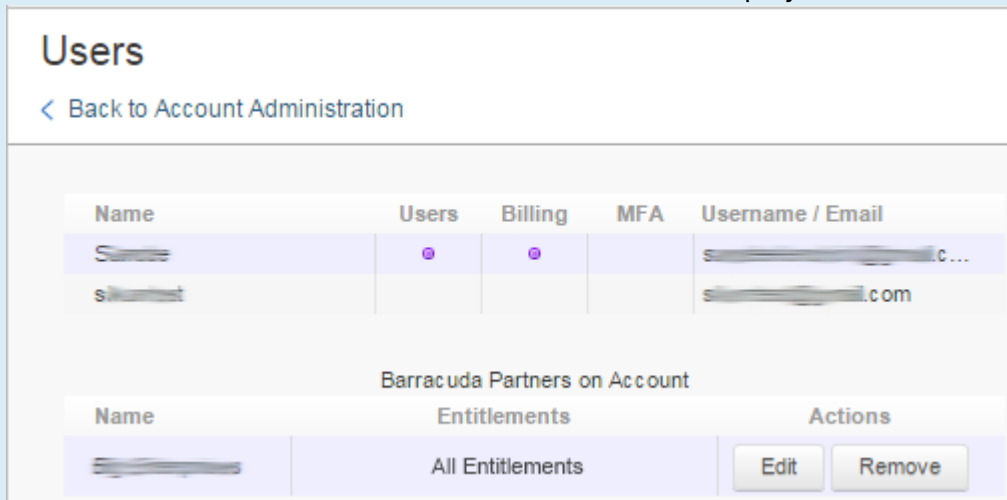 Users
< Back to Account Administration
Name Users Billing MFA Username / Email
.c...
.com
Barracuda Partners on Account
Name Entitlements Actions
All Entitlements Edit Remove